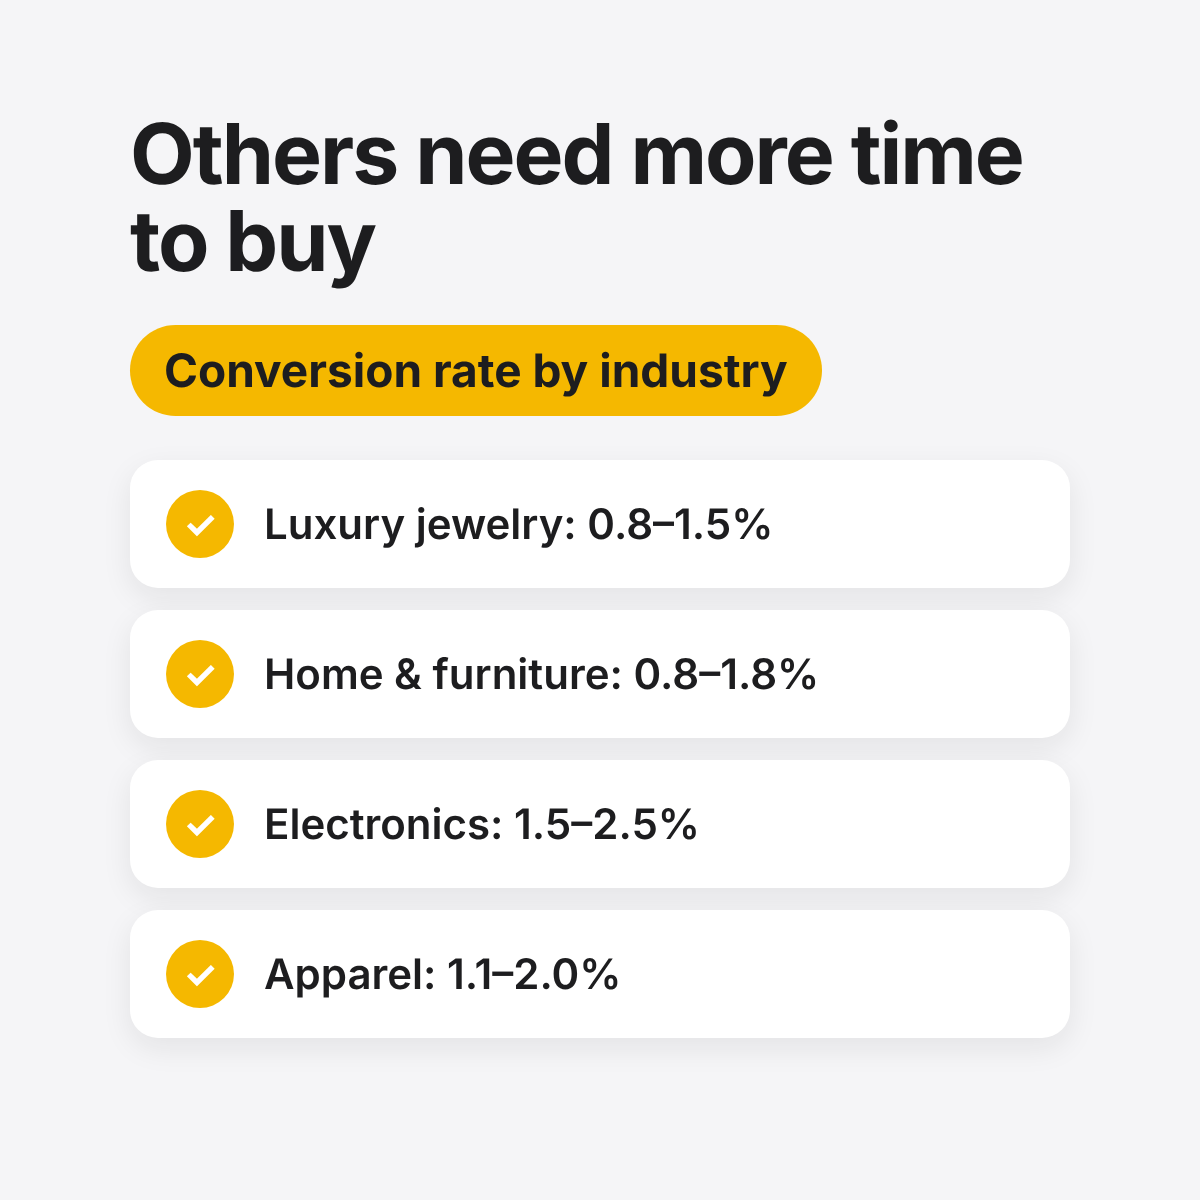 Others need more time
to buy
Conversion rate by industry
Luxury jewelry: 0.8–1.5%
Home & furniture: 0.8–1.8%
Electronics: 1.5–2.5%
Apparel: 1.1–2.0%